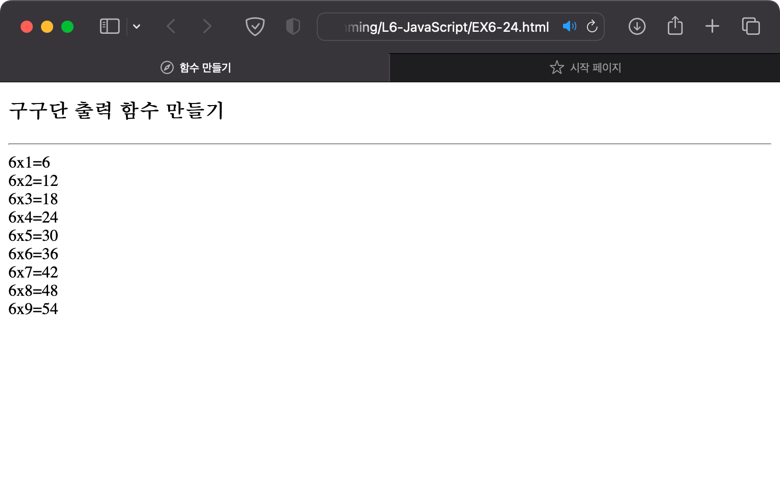 ming/L6-JavaScript/EX6-24.html
함수 만들기
시작 페이지
구구단 출력 함수 만들기
6x1=6
6x2=12
6x3=18
6x4=24
6x5=30
6x6=36
6x7=42
6x8=48
6x9=54